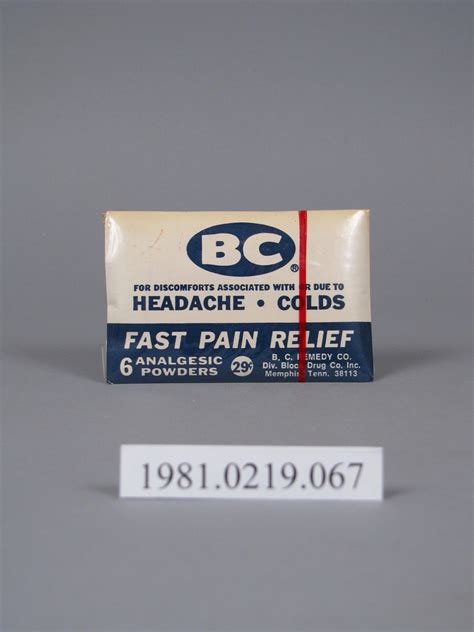 BC®
FOR DISCOMFORTS ASSOCIATED WITH OR DUE TO
HEADACHE • COLDS
FAST PAIN RELIEF
6 ANALGESIC POWDERS
29¢
B. C. REMEDY CO.
Div. Block Drug Co. Inc.
Memphis, Tenn. 38113
1981.0219.067